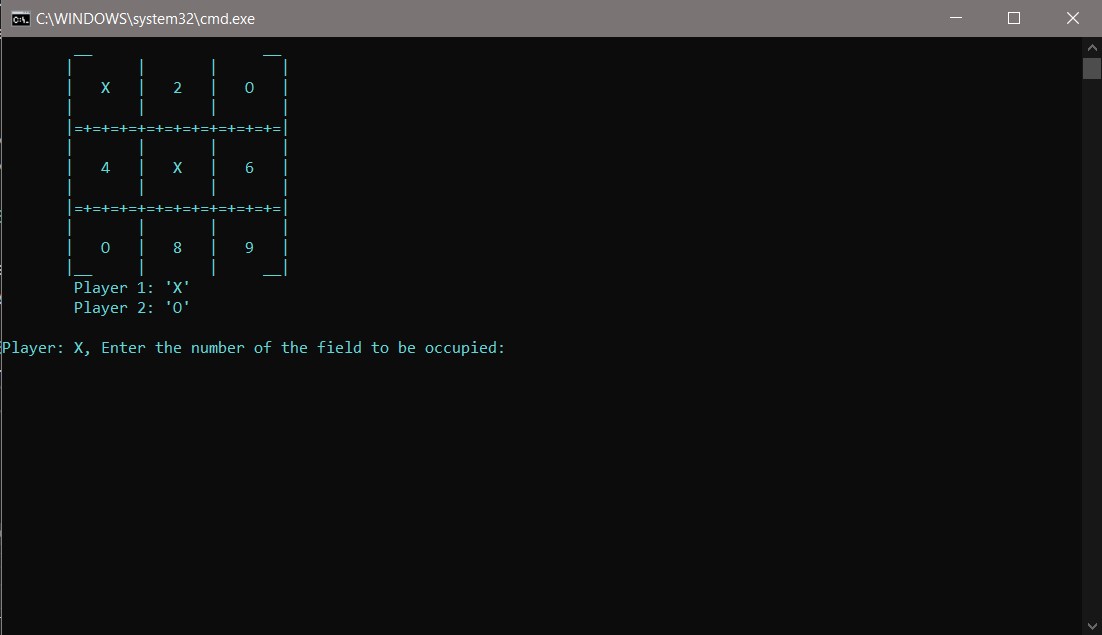 C:\WINDOWS\system32\cmd.exe
__ __
| | | |
| X | 2 | O |
| | | |
|=+=+=+=+=+=+=+=+=+=+=+=|
| | | |
| 4 | X | 6 |
| | | |
|=+=+=+=+=+=+=+=+=+=+=+=|
| | | |
| O | 8 | 9 |
|__ | | __|
Player 1: 'X'
Player 2: 'O'
Player: X, Enter the number of the field to be occupied: